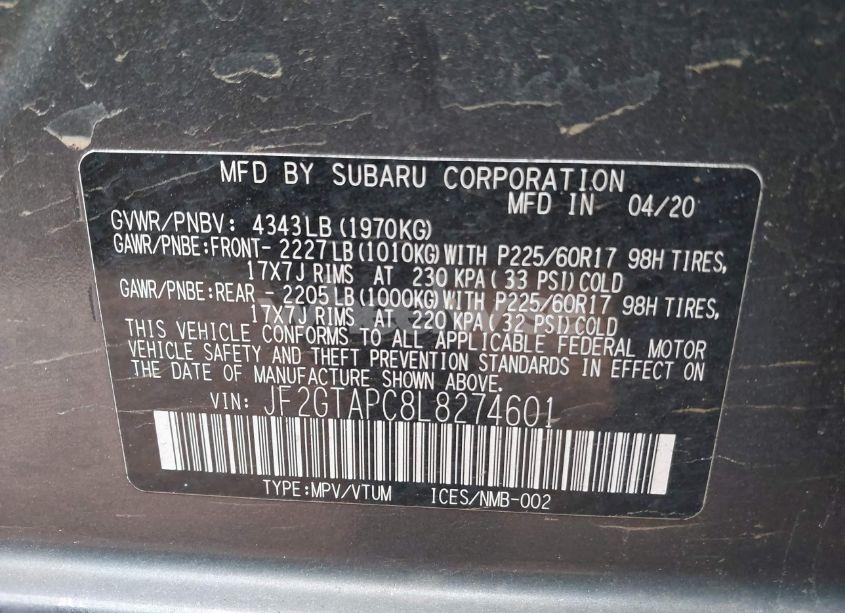 MFD BY SUBARU CORPORATION
MFD IN 04/20
GVWR/PNBV: 4343LB(1970KG)
GAWR/PNBE:FRONT- 2227LB(1010KG)WITH P225/60R17 98H TIRES,
17X7J RIMS AT 230 KPA( 33 PSI)COLD
GAWR/PNBE:REAR - 2205LB(1000KG)WITH P225/60R17 98H TIRES,
17X7J RIMS AT 220 KPA( 32 PSI)COLD
THIS VEHICLE CONFORMS TO ALL APPLICABLE FEDERAL MOTOR
VEHICLE SAFETY AND THEFT PREVENTION STANDARDS IN EFFECT ON
THE DATE OF MANUFACTURE SHOWN ABOVE.
VIN: JF2GTAPC8L8274601
TYPE:MPV/VTUM ICES/NMB-002